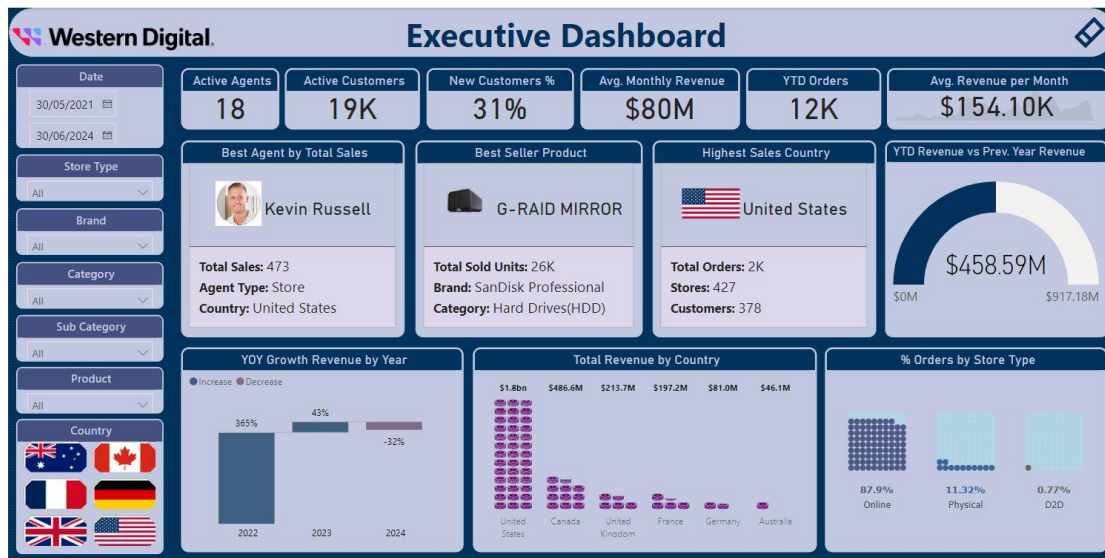 Western Digital.
Executive Dashboard
Date
30/05/2021
30/06/2024
Store Type
All
Brand
All
Category
All
Sub Category
All
Product
All
Country
Active Agents
18
Active Customers
19K
New Customers %
31%
Avg. Monthly Revenue
$80M
YTD Orders
12K
Avg. Revenue per Month
$154.10K
Best Agent by Total Sales
Kevin Russell
Total Sales: 473
Agent Type: Store
Country: United States
Best Seller Product
G-RAID MIRROR
Total Sold Units: 26K
Brand: SanDisk Professional
Category: Hard Drives(HDD)
Highest Sales Country
United States
Total Orders: 2K
Stores: 427
Customers: 378
YTD Revenue vs Prev. Year Revenue
$458.59M
$0M
$917.18M
YOY Growth Revenue by Year
Increase Decrease
365%
43%
-32%
2022 2023 2024
Total Revenue by Country
$1.8bn $486.6M $213.7M $197.2M $81.0M $46.1M
United States
Canada
United Kingdom
France
Germany
Australia
% Orders by Store Type
87.9%
Online
11.32%
Physical
0.77%
D2D